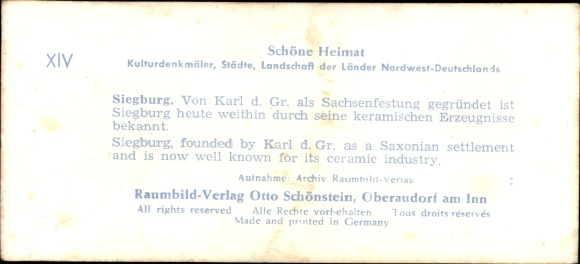 XIV
Schöne Heimat
Kulturdenkmäler, Städte, Landschaft der Länder Nordwest-Deutschlands
Siegburg. Von Karl d. Gr. als Sachsenfestung gegründet ist
Siegburg heute weithin durch seine keramischen Erzeugnisse
bekannt.
Siegburg, founded by Karl d. Gr. as a Saxonian settlement
and is now well known for its ceramic industry.
Aufnahme: Archiv Raumbild-Verlag
Raumbild-Verlag Otto Schönstein, Oberaudorf am Inn
All rights reserved Alle Rechte vorbehalten Tous droits réservés
Made and printed in Germany